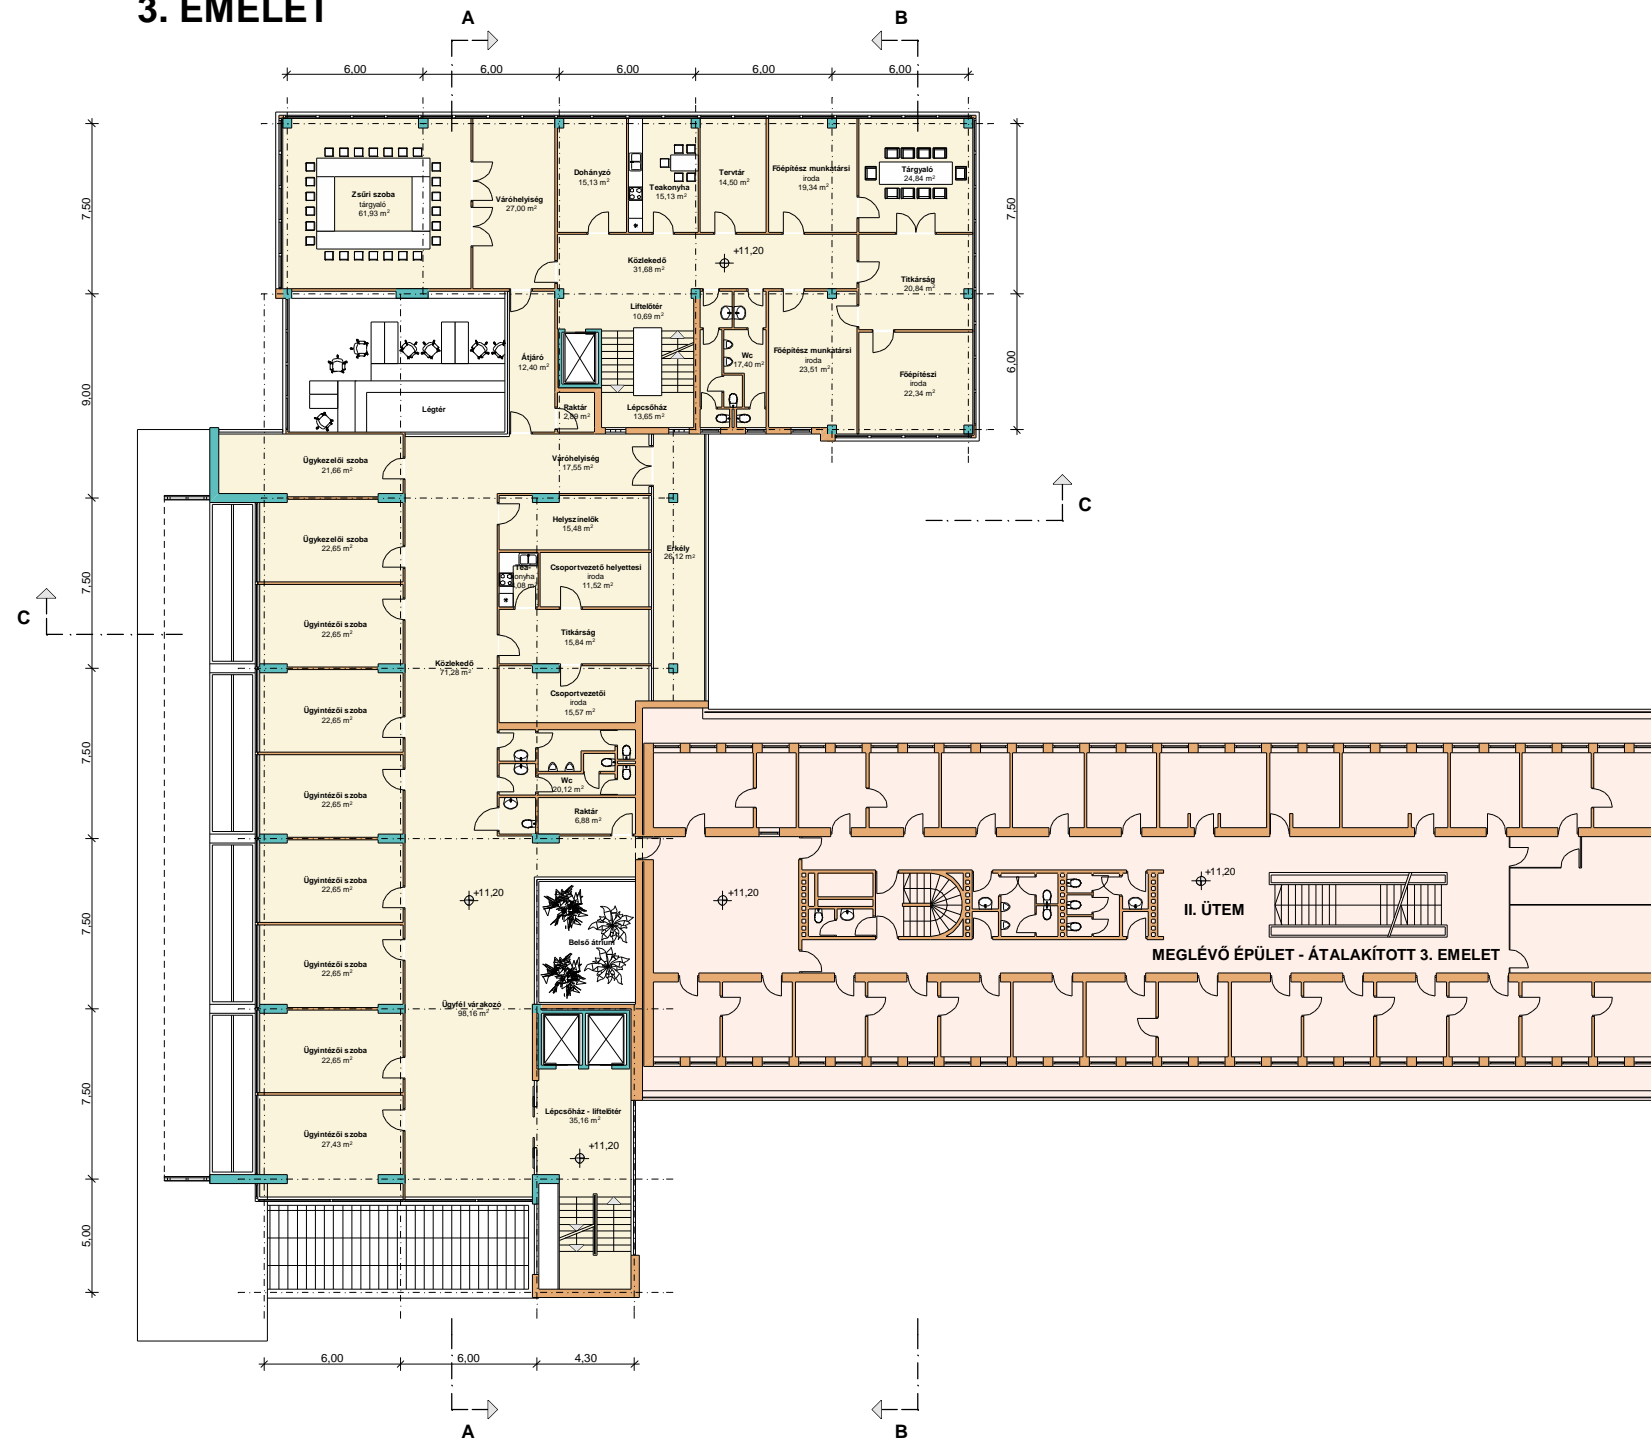 3. EMELET
A
B
6,00
6,00
6,00
6,00
6,00
7,50
9,00
7,50
7,50
7,50
7,50
5,00
7,50
6,00
Zsűri szoba
tárgyaló
61,93 m²
Váróhelyiség
27,00 m²
Dohányzó
15,13 m²
Teakonyha
15,13 m²
Tervtár
14,50 m²
Főépítész munkatársi
iroda
19,34 m²
Tárgyaló
24,84 m²
Közlekedő
31,68 m²
+11,20
Titkárság
20,84 m²
Liftelőtér
10,69 m²
Átjáró
12,40 m²
Wc
17,40 m²
Főépítész munkatársi
iroda
23,51 m²
Főépítészi
iroda
22,34 m²
Légtér
Raktár
Lépcsőház
13,65 m²
Ügykezelői szoba
21,66 m²
Váróhelyiség
17,55 m²
C
Ügykezelői szoba
22,65 m²
Helyszínelők
15,48 m²
Erkély
26,12 m²
Csoportvezető helyettesi
iroda
11,52 m²
C
Ügyintézői szoba
22,65 m²
Titkárság
15,84 m²
Közlekedő
71,28 m²
Ügyintézői szoba
22,65 m²
Csoportvezetői
iroda
15,57 m²
Ügyintézői szoba
22,65 m²
Wc
20,12 m²
Raktár
6,88 m²
Ügyintézői szoba
22,65 m²
+11,20
+11,20
+11,20
II. ÜTEM
MEGLÉVŐ ÉPÜLET - ÁTALAKÍTOTT 3. EMELET
Belső átrium
Ügyintézői szoba
22,65 m²
Ügyfél várakozó
98,16 m²
Ügyintézői szoba
22,65 m²
Lépcsőház - liftelőtér
35,16 m²
Ügyintézői szoba
27,43 m²
+11,20
6,00
6,00
4,30
A
B